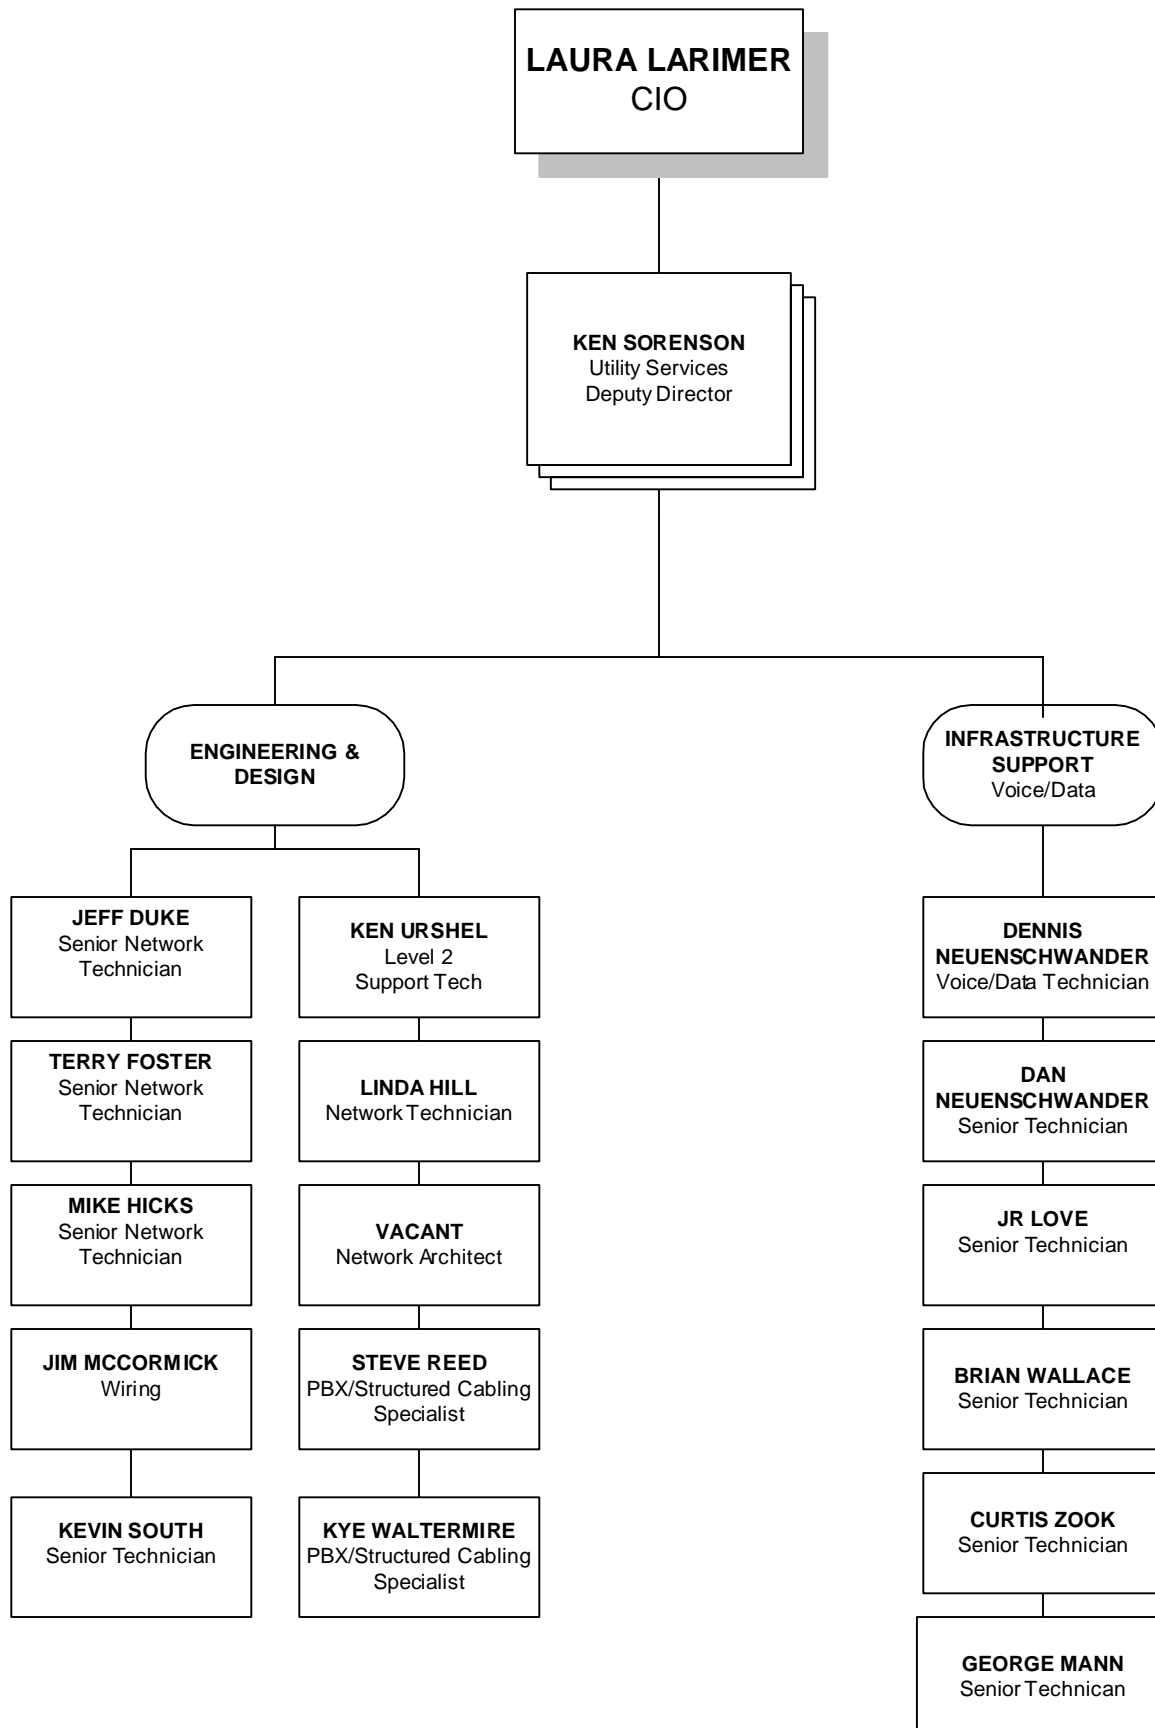 LAURA LARIMER
CIO
KEN SORENSON
Utility Services
Deputy Director
ENGINEERING &
DESIGN
INFRASTRUCTURE
SUPPORT
Voice/Data
JEFF DUKE
Senior Network
Technician
TERRY FOSTER
Senior Network
Technician
MIKE HICKS
Senior Network
Technician
JIM MCCORMICK
Wiring
KEVIN SOUTH
Senior Technician
KEN URSHEL
Level 2
Support Tech
LINDA HILL
Network Technician
VACANT
Network Architect
STEVE REED
PBX/Structured Cabling
Specialist
KYE WALTERMIRE
PBX/Structured Cabling
Specialist
DENNIS
NEUENSCHWANDER
Voice/Data Technician
DAN
NEUENSCHWANDER
Senior Technician
JR LOVE
Senior Technician
BRIAN WALLACE
Senior Technician
CURTIS ZOOK
Senior Technician
GEORGE MANN
Senior Technican